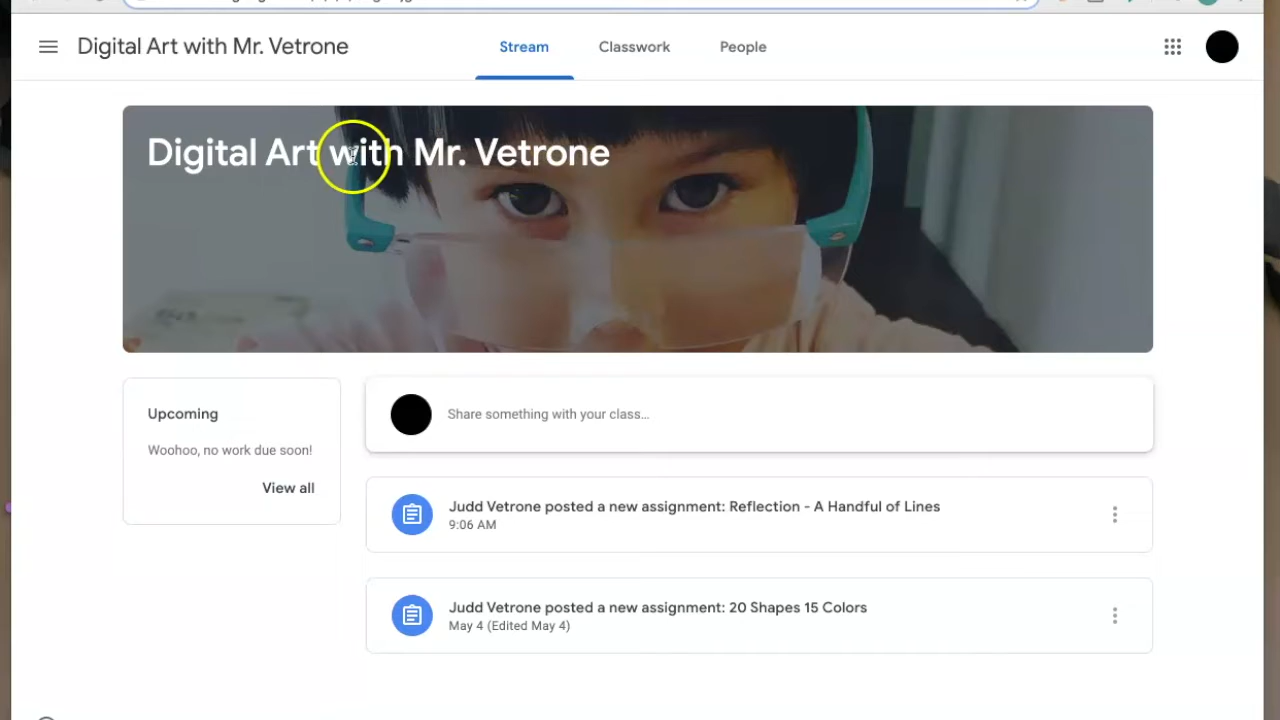 Digital Art with Mr. Vetrone
Stream
Classwork
People
Digital Art with Mr. Vetrone
Upcoming
Woohoo, no work due soon!
View all
Share something with your class...
Judd Vetrone posted a new assignment: Reflection - A Handful of Lines
9:06 AM
Judd Vetrone posted a new assignment: 20 Shapes 15 Colors
May 4 (Edited May 4)